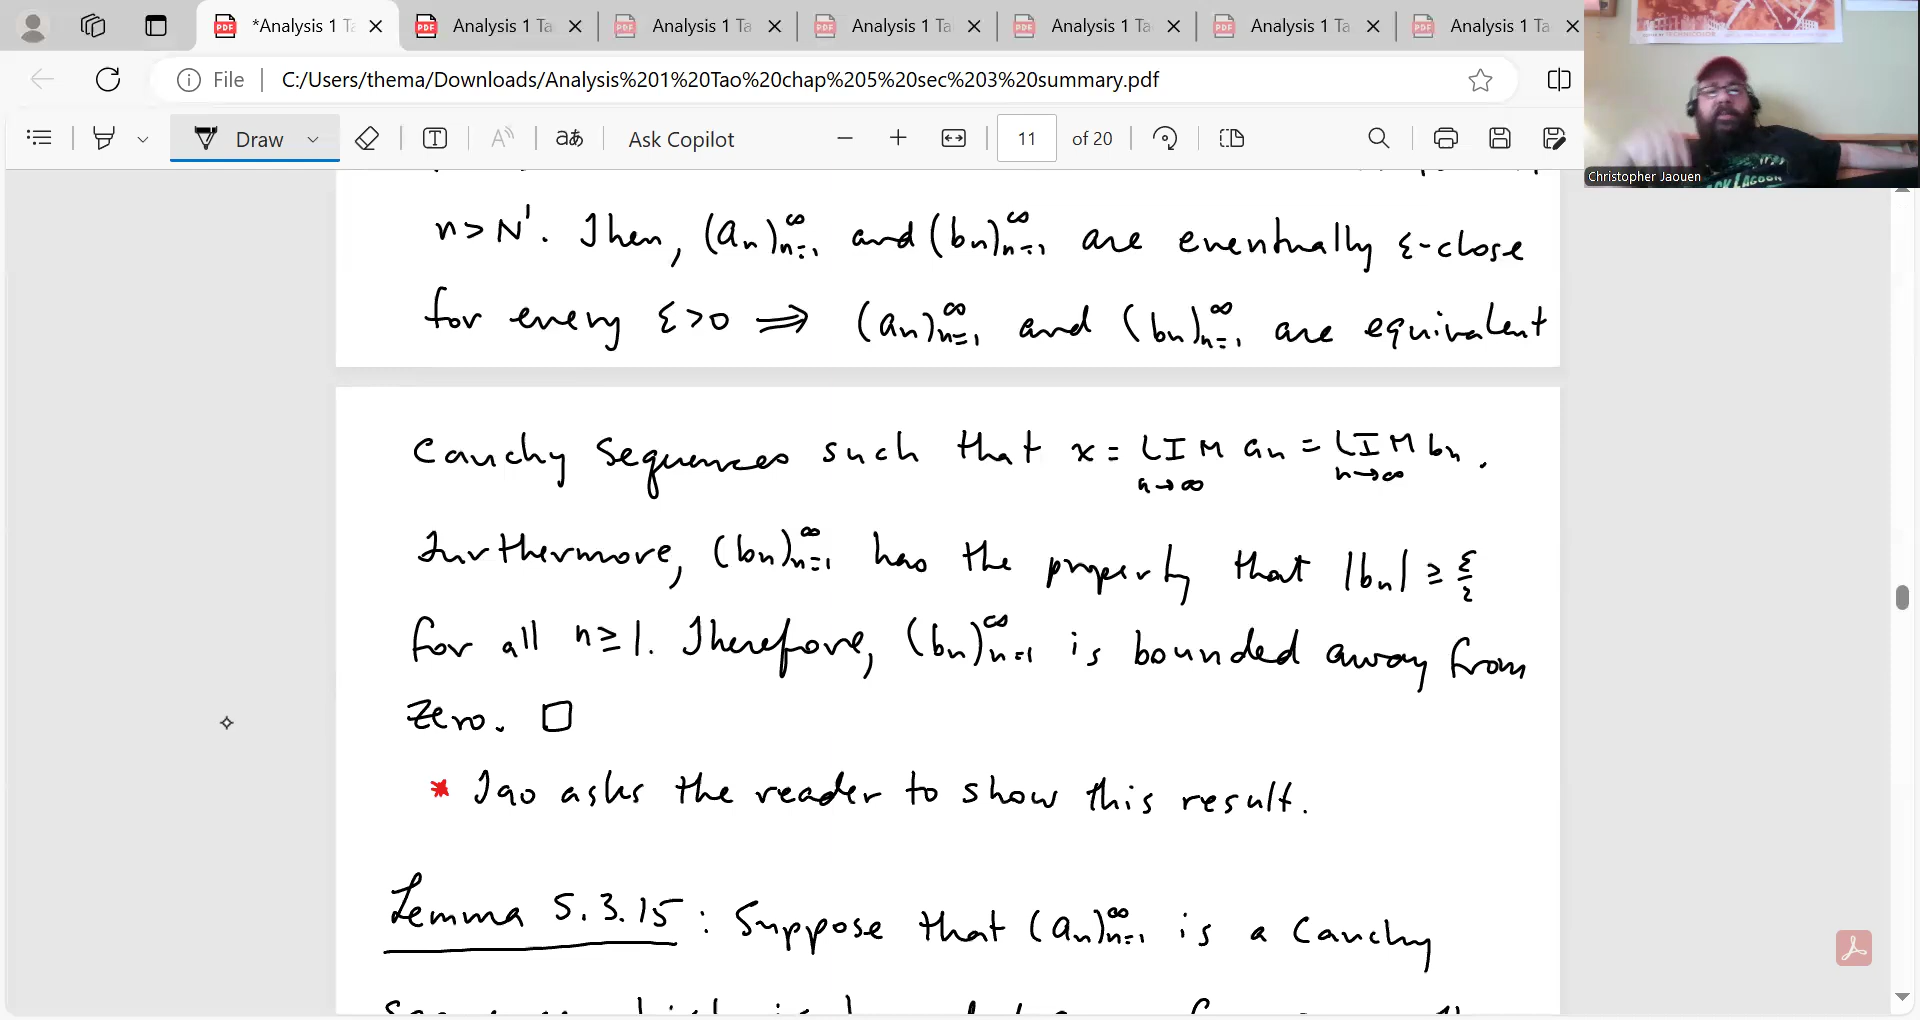 *Analysis 1 Ta
Analysis 1 Ta
Analysis 1 Ta
Analysis 1 Ta
Analysis 1 Ta
Analysis 1 Ta
Analysis 1 Ta
File C:/Users/thema/Downloads/Analysis%201%20Tao%20chap%205%20sec%203%20summary.pdf
Draw Ask Copilot 11 of 20
Christopher Jaouen
n > N'. Then, (an)∞n=1 and (bn)∞n=1 are eventually ε-close
for every ε>0 ⟹ (an)∞n=1 and (bn)∞n=1 are equivalent
Cauchy sequences such that x = LIM n→∞ an = LIM n→∞ bn.
Furthermore, (bn)∞n=1 has the property that |bn| ≥ ε/2
for all n≥1. Therefore, (bn)∞n=1 is bounded away from
zero. □
* Tao asks the reader to show this result.
Lemma 5.3.15: Suppose that (an)∞n=1 is a Cauchy